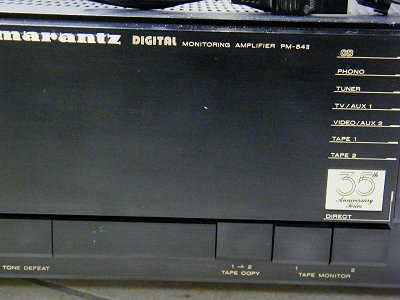 marantz DIGITAL MONITORING AMPLIFIER PM-64II
CD
PHONO
TUNER
TV/AUX 1
VIDEO/AUX 2
TAPE 1
TAPE 2
35th
Anniversary
Series
DIRECT
TONE DEFEAT
1 → 2
TAPE COPY
1 2
TAPE MONITOR